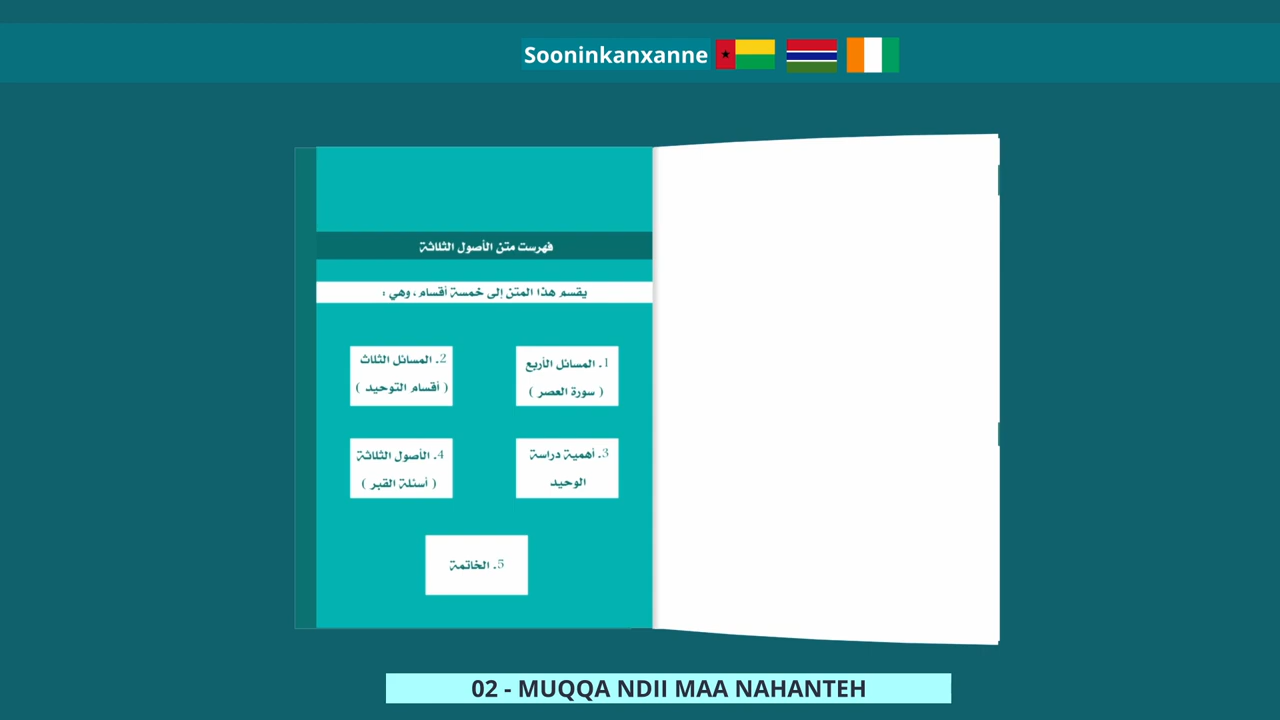 Sooninkanxanne
فهرست متن الأصول الثلاثة
يقسم هذا المتن إلى خمسة أقسام، وهي :
1. المسائل الأربع
( سورة العصر )
2. المسائل الثلاث
( أقسام التوحيد )
3. أهمية دراسة
الوحيد
4. الأصول الثلاثة
( أسئلة القبر )
5. الخاتمة
02 - MUQQA NDII MAA NAHANTEH